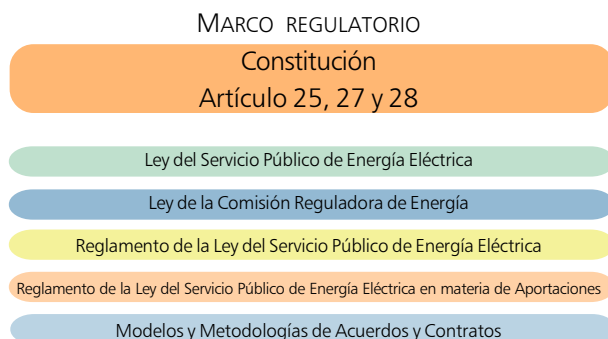 MARCO REGULATORIO
Constitución
Artículo 25, 27 y 28
Ley del Servicio Público de Energía Eléctrica
Ley de la Comisión Reguladora de Energía
Reglamento de la Ley del Servicio Público de Energía Eléctrica
Reglamento de la Ley del Servicio Público de Energía Eléctrica en materia de Aportaciones
Modelos y Metodologías de Acuerdos y Contratos